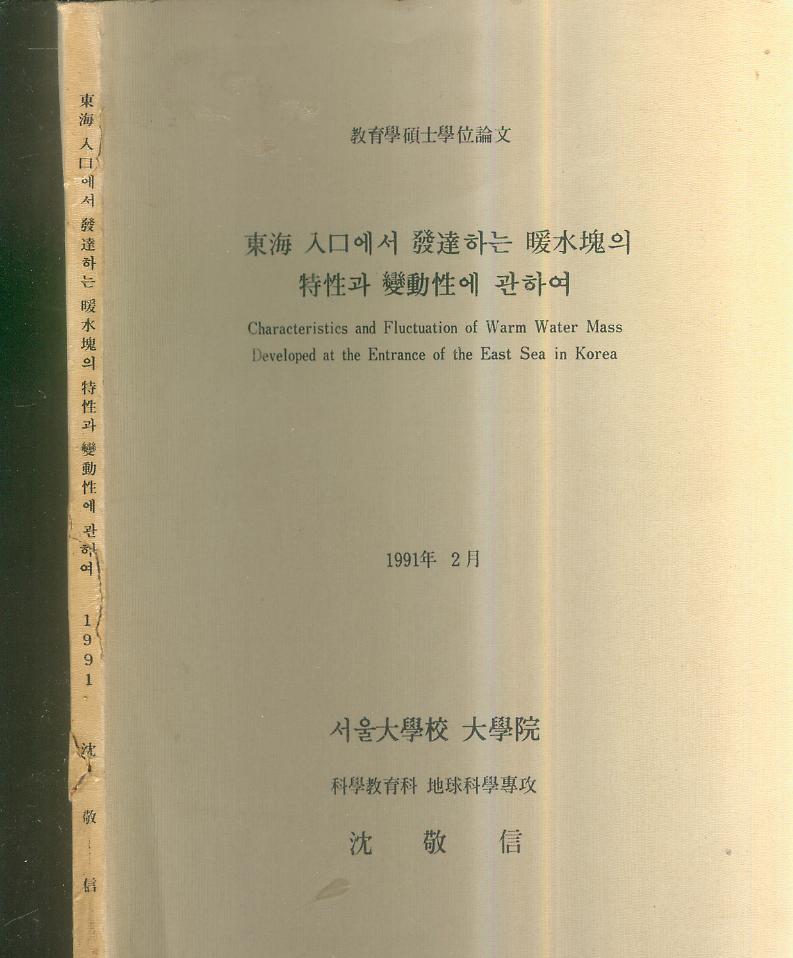 東海 入口에서 發達하는 暖水塊의 特性과 變動性에 관하여 1991 沈敬信
教育學碩士學位論文
東海 入口에서 發達하는 暖水塊의
特性과 變動性에 관하여
Characteristics and Fluctuation of Warm Water Mass
Developed at the Entrance of the East Sea in Korea
1991年 2月
서울大學校 大學院
科學教育科 地球科學專攻
沈 敬 信